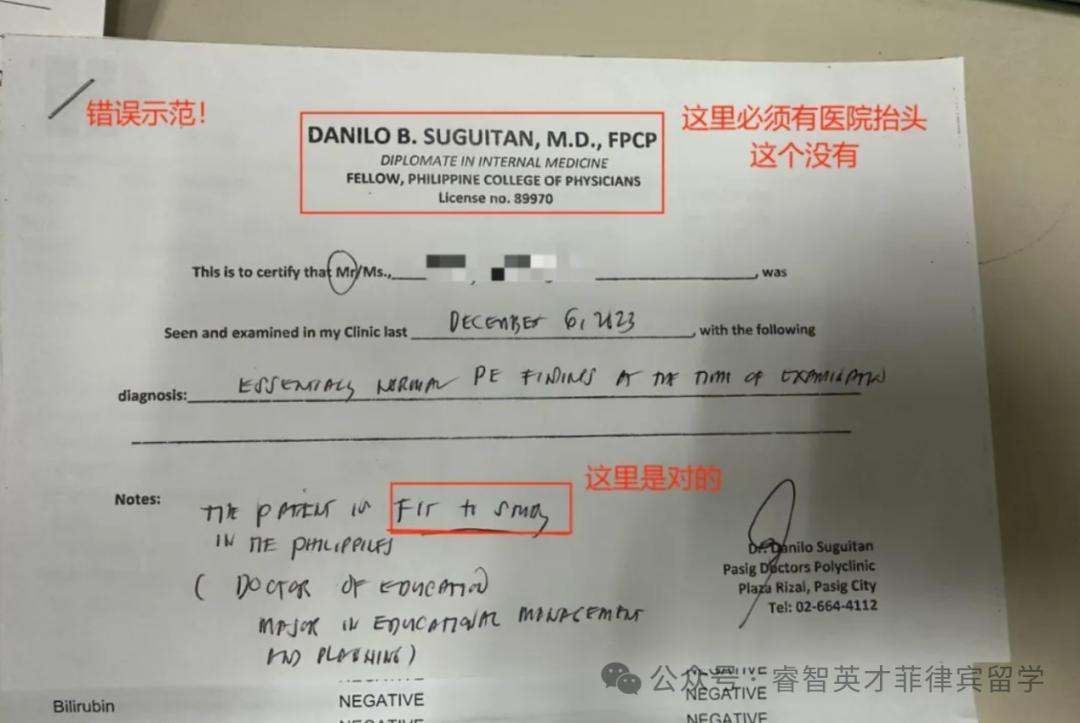 错误示范！
DANILO B. SUGUITAN, M.D., FPCP
DIPLOMATE IN INTERNAL MEDICINE
FELLOW, PHILIPPINE COLLEGE OF PHYSICIANS
License no. 89970
这里必须有医院抬头
这个没有
This is to certify that Mr/Ms., , was
Seen and examined in my Clinic last DECEMBER 6, 2023, with the following
diagnosis: ESSENTIALLY NORMAL PE FINDINGS AT THE TIME OF EXAMINATION
这里是对的
Notes: THE PATIENT IS FIT to STUDY
IN THE PHILIPPINES
( DOCTOR OF EDUCATION
MAJOR IN EDUCATIONAL MANAGEMENT
AND PLANNING)
Dr. Danilo Suguitan
Pasig Doctors Polyclinic
Plaza Rizal, Pasig City
Tel: 02-664-4112
公众号·睿智英才菲律宾留学
Bilirubin NEGATIVE NEGATIVE
NEGATIVE